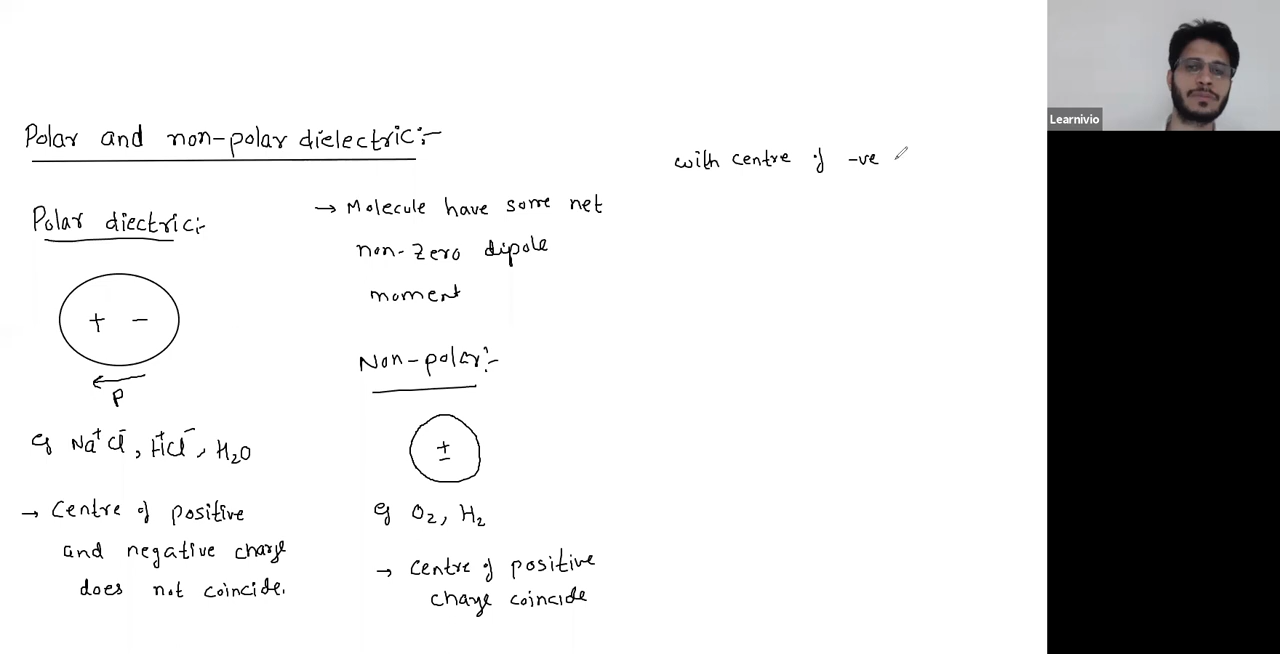 Polar and non-polar dielectric:-
Polar diectric:-
+ -
P
eg Na⁺Cl⁻, H⁺Cl⁻, H₂O
→ Centre of positive
and negative charge
does not coincide.
→ Molecule have some net
non-zero dipole
moment
Non-polar:-
±
eg O₂, H₂
→ Centre of positive
charge coincide
with centre of -ve
Learnivio